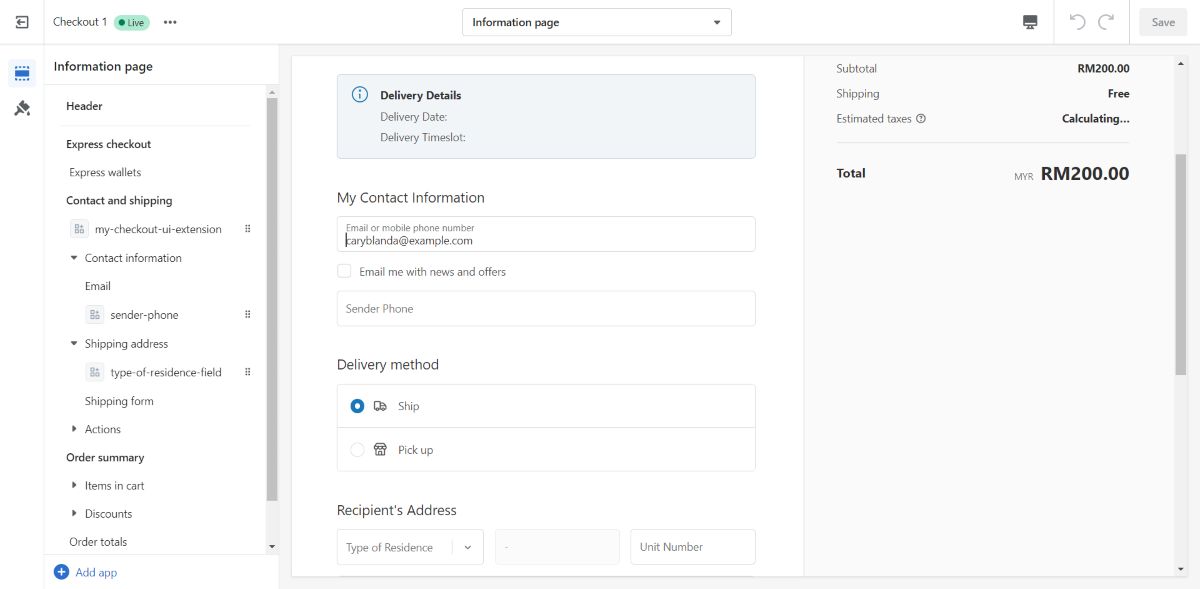 Checkout 1
Live
Information page
Save
Information page
Header
Express checkout
Express wallets
Contact and shipping
my-checkout-ui-extension
Contact information
Email
sender-phone
Shipping address
type-of-residence-field
Shipping form
Actions
Order summary
Items in cart
Discounts
Order totals
Add app
Delivery Details
Delivery Date:
Delivery Timeslot:
My Contact Information
Email or mobile phone number
caryblanda@example.com
Email me with news and offers
Sender Phone
Delivery method
Ship
Pick up
Recipient's Address
Type of Residence
-
Unit Number
Subtotal RM200.00
Shipping Free
Estimated taxes Calculating...
Total MYR RM200.00